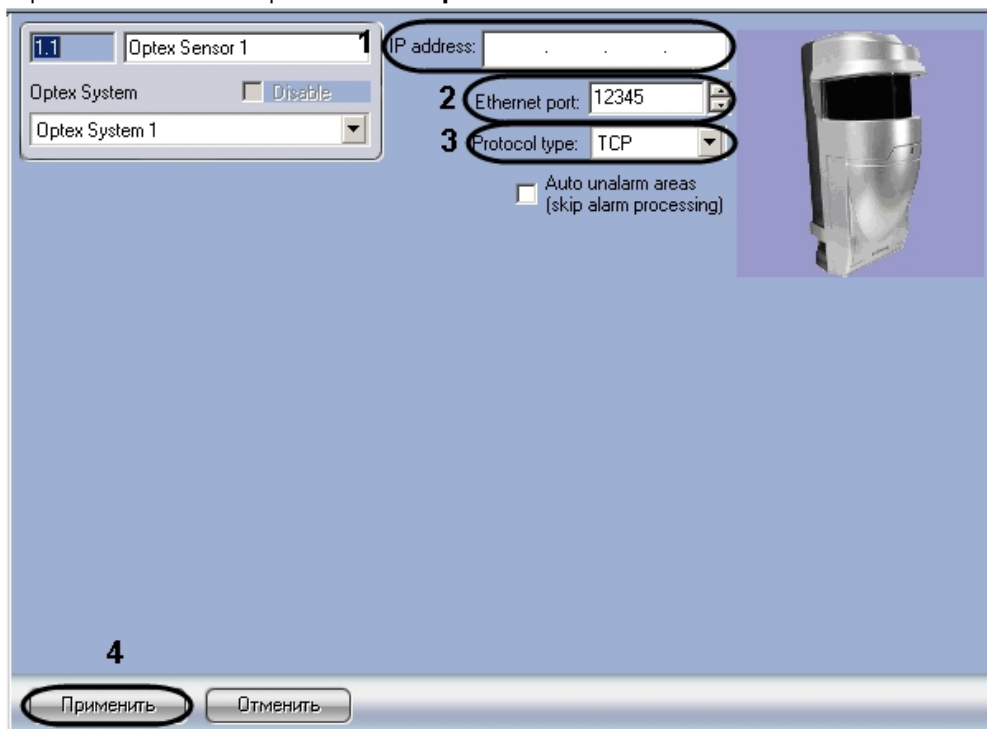 1.1 Optex Sensor 1
Optex System Disable
Optex System 1
1 IP address: . . .
2 Ethernet port: 12345
3 Protocol type: TCP
Auto unalarm areas
(skip alarm processing)
4
Применить Отменить